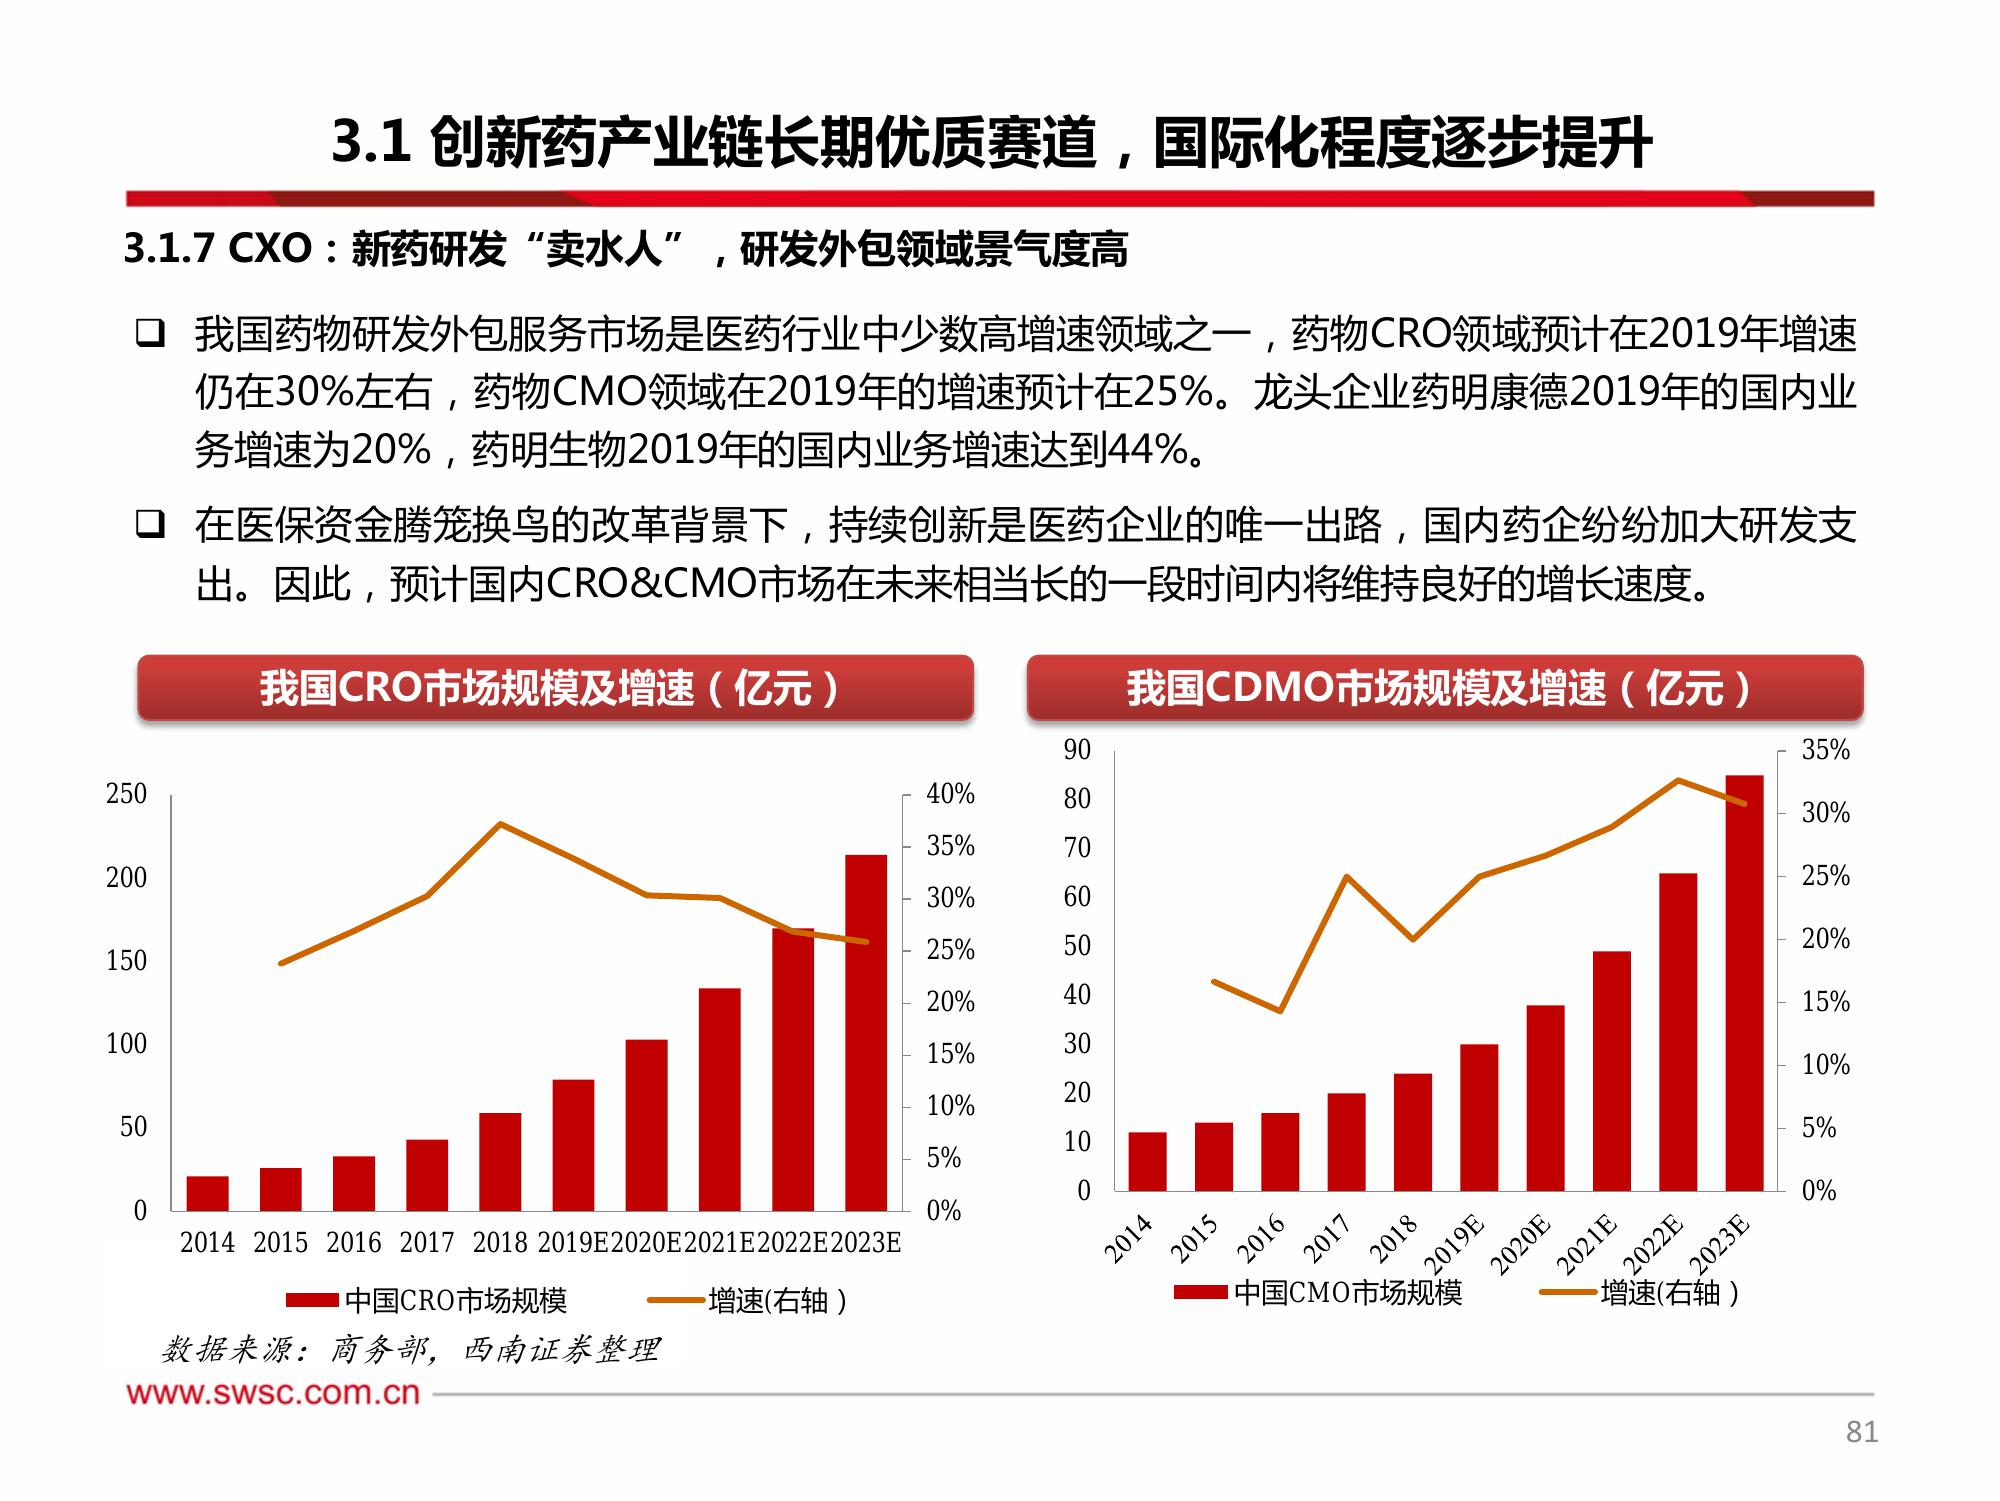 3.1 创新药产业链长期优质赛道，国际化程度逐步提升
3.1.7 CXO：新药研发“卖水人”，研发外包领域景气度高
❑ 我国药物研发外包服务市场是医药行业中少数高增速领域之一，药物CRO领域预计在2019年增速
仍在30%左右，药物CMO领域在2019年的增速预计在25%。龙头企业药明康德2019年的国内业
务增速为20%，药明生物2019年的国内业务增速达到44%。
❑ 在医保资金腾笼换鸟的改革背景下，持续创新是医药企业的唯一出路，国内药企纷纷加大研发支
出。因此，预计国内CRO&CMO市场在未来相当长的一段时间内将维持良好的增长速度。
我国CRO市场规模及增速（亿元）
250
200
150
100
50
0
40%
35%
30%
25%
20%
15%
10%
5%
0%
2014 2015 2016 2017 2018 2019E 2020E 2021E 2022E 2023E
中国CRO市场规模 增速(右轴）
我国CDMO市场规模及增速（亿元）
90
80
70
60
50
40
30
20
10
0
35%
30%
25%
20%
15%
10%
5%
0%
2014 2015 2016 2017 2018 2019E 2020E 2021E 2022E 2023E
中国CMO市场规模 增速(右轴）
数据来源：商务部，西南证券整理
www.swsc.com.cn
81